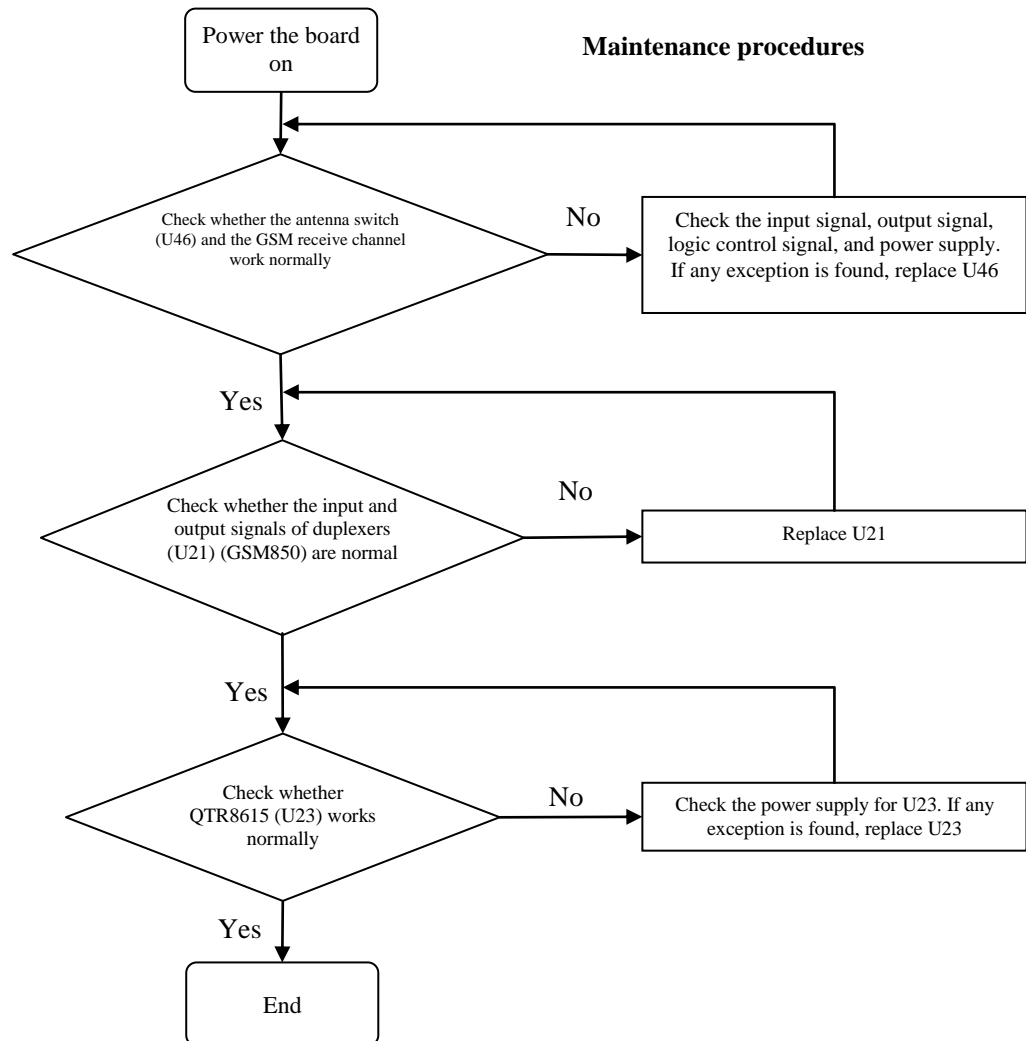 Power the board
on
Maintenance procedures
Check whether the antenna switch
(U46) and the GSM receive channel
work normally
No
Check the input signal, output signal,
logic control signal, and power supply.
If any exception is found, replace U46
Yes
Check whether the input and
output signals of duplexers
(U21) (GSM850) are normal
No
Replace U21
Yes
Check whether
QTR8615 (U23) works
normally
No
Check the power supply for U23. If any
exception is found, replace U23
Yes
End